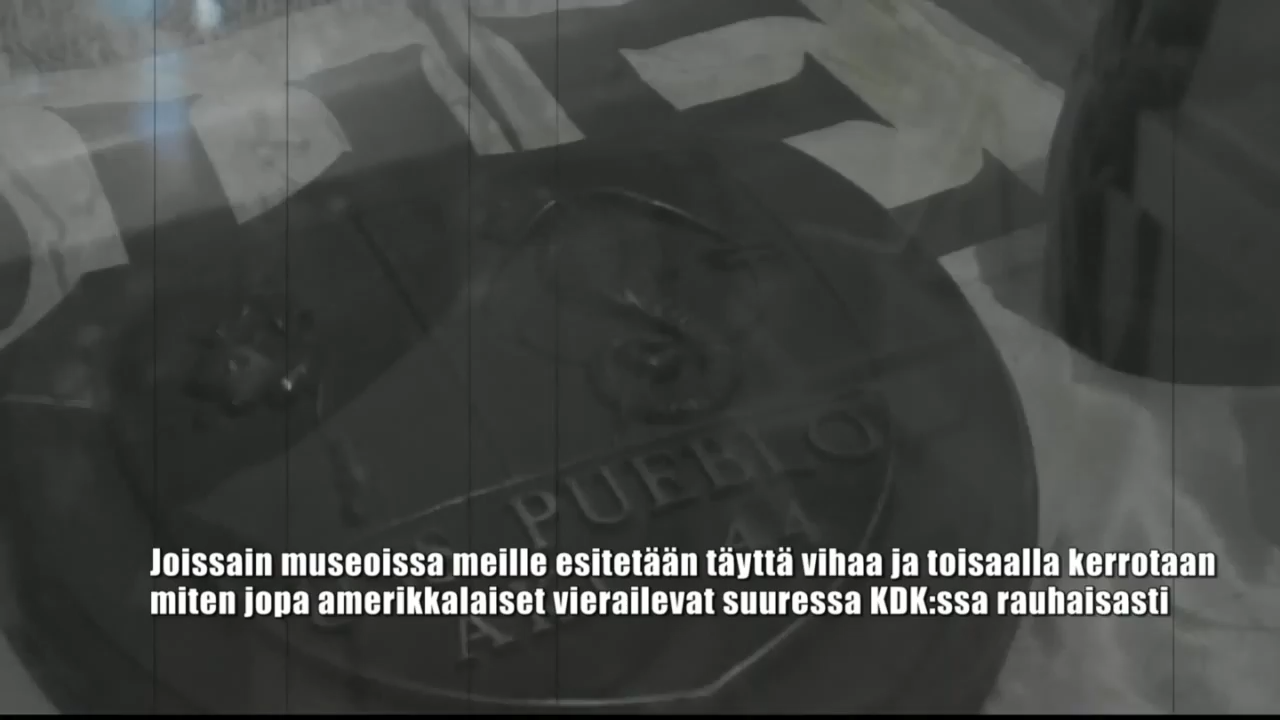 U.S. PUEBLO
Joissain museoissa meille esitetään täyttä vihaa ja toisaalla kerrotaan
miten jopa amerikkalaiset vierailevat suuressa KDK:ssa rauhaisasti